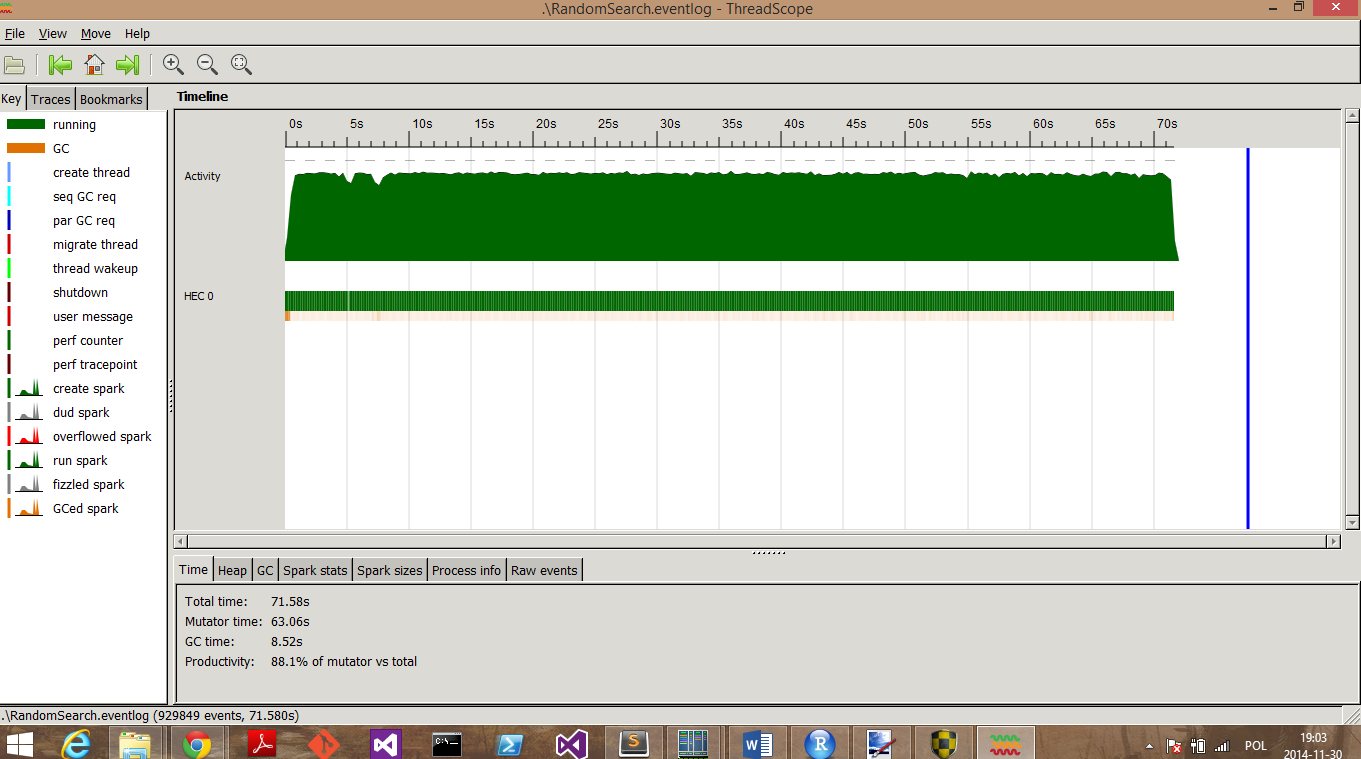 .\RandomSearch.eventlog - ThreadScope
File View Move Help
Key Traces Bookmarks
Timeline
running
GC
create thread
seq GC req
par GC req
migrate thread
thread wakeup
shutdown
user message
perf counter
perf tracepoint
create spark
dud spark
overflowed spark
run spark
fizzled spark
GCed spark
0s 5s 10s 15s 20s 25s 30s 35s 40s 45s 50s 55s 60s 65s 70s
Activity
HEC 0
Time Heap GC Spark stats Spark sizes Process info Raw events
Total time: 71.58s
Mutator time: 63.06s
GC time: 8.52s
Productivity: 88.1% of mutator vs total
.\RandomSearch.eventlog (929849 events, 71.580s)
C:\_
S
W
R
POL
19:03
2014-11-30